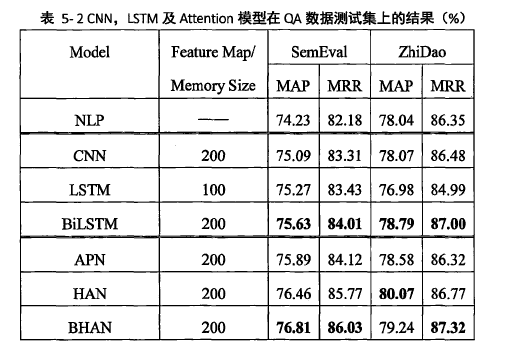 表 5- 2 CNN，LSTM 及 Attention 模型在 QA 数据测试集上的结果（%）
Model Feature Map/ Memory Size SemEval ZhiDao
MAP MRR MAP MRR
NLP —— 74.23 82.18 78.04 86.35
CNN 200 75.09 83.31 78.07 86.48
LSTM 100 75.27 83.43 76.98 84.99
BiLSTM 200 75.63 84.01 78.79 87.00
APN 200 75.89 84.12 78.58 86.32
HAN 200 76.46 85.77 80.07 86.77
BHAN 200 76.81 86.03 79.24 87.32